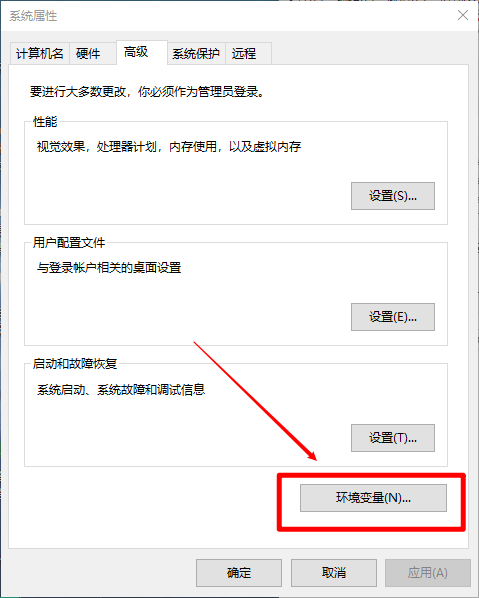 系统属性
计算机名 硬件 高级 系统保护 远程
要进行大多数更改，你必须作为管理员登录。
性能
视觉效果，处理器计划，内存使用，以及虚拟内存
设置(S)...
用户配置文件
与登录帐户相关的桌面设置
设置(E)...
启动和故障恢复
系统启动、系统故障和调试信息
设置(T)...
环境变量(N)...
确定 取消 应用(A)